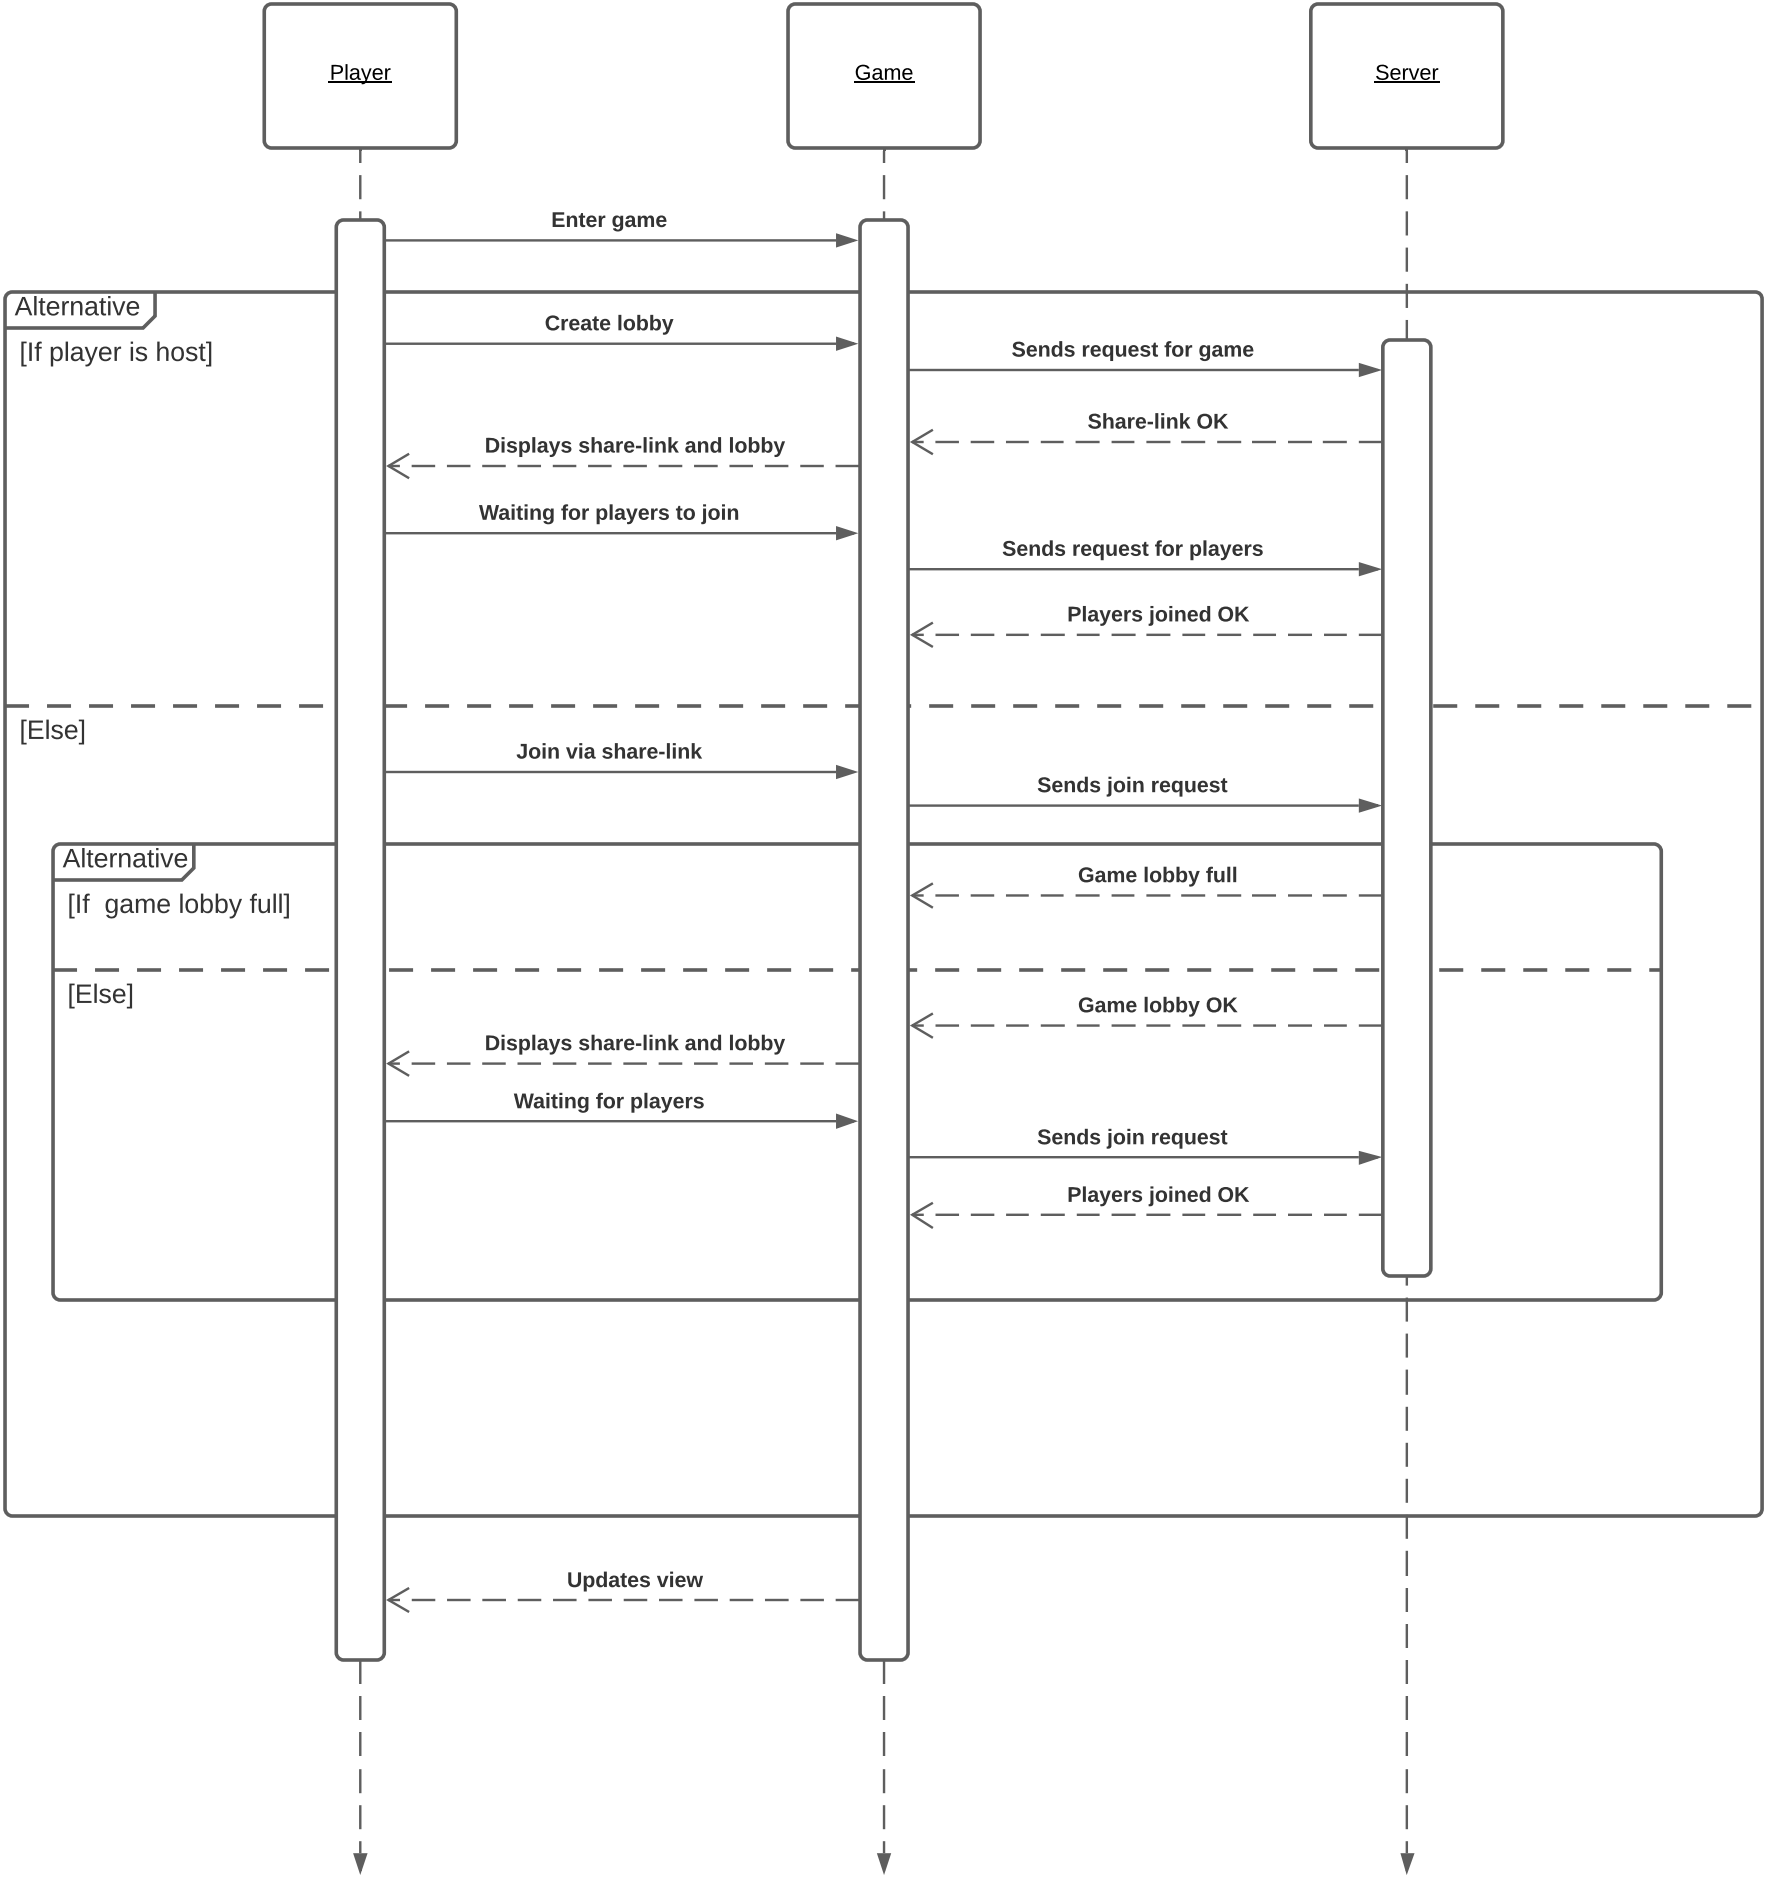 Player
Game
Server
Enter game
Alternative
[If player is host]
Create lobby
Sends request for game
Share-link OK
Displays share-link and lobby
Waiting for players to join
Sends request for players
Players joined OK
[Else]
Join via share-link
Sends join request
Alternative
[If  game lobby full]
Game lobby full
[Else]
Game lobby OK
Displays share-link and lobby
Waiting for players
Sends join request
Players joined OK
Updates view